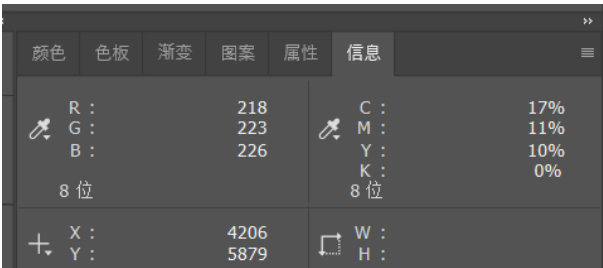 颜色 色板 渐变 图案 属性 信息
R : 218 C : 17%
G : 223 M : 11%
B : 226 Y : 10%
K : 0%
8 位 8 位
X : 4206 W :
Y : 5879 H :